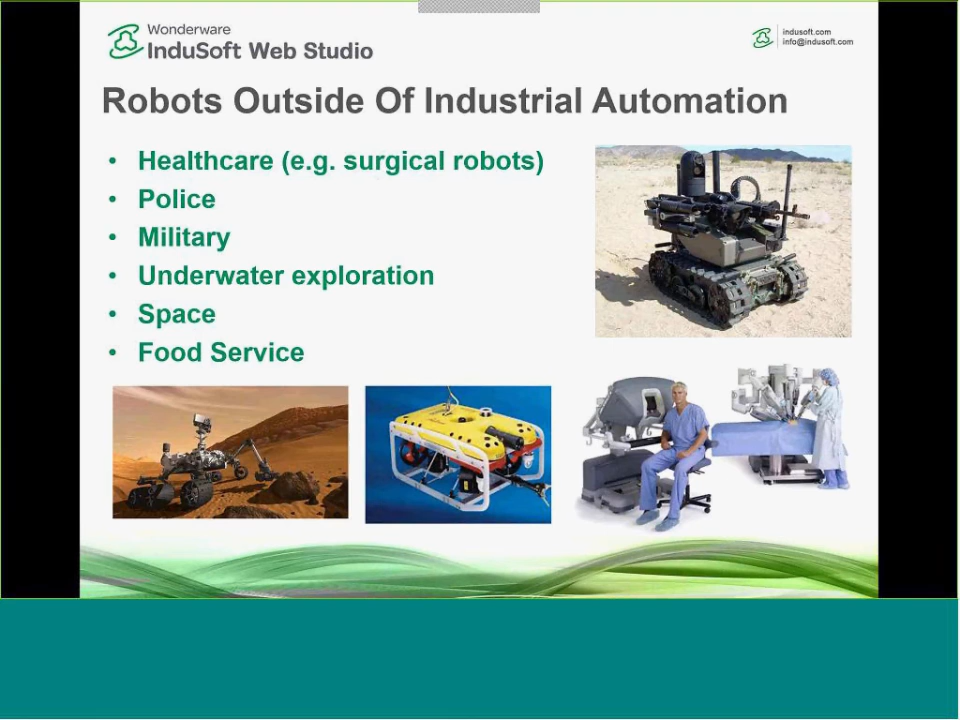 Wonderware
InduSoft Web Studio
indusoft.com
info@indusoft.com
Robots Outside Of Industrial Automation
• Healthcare (e.g. surgical robots)
• Police
• Military
• Underwater exploration
• Space
• Food Service